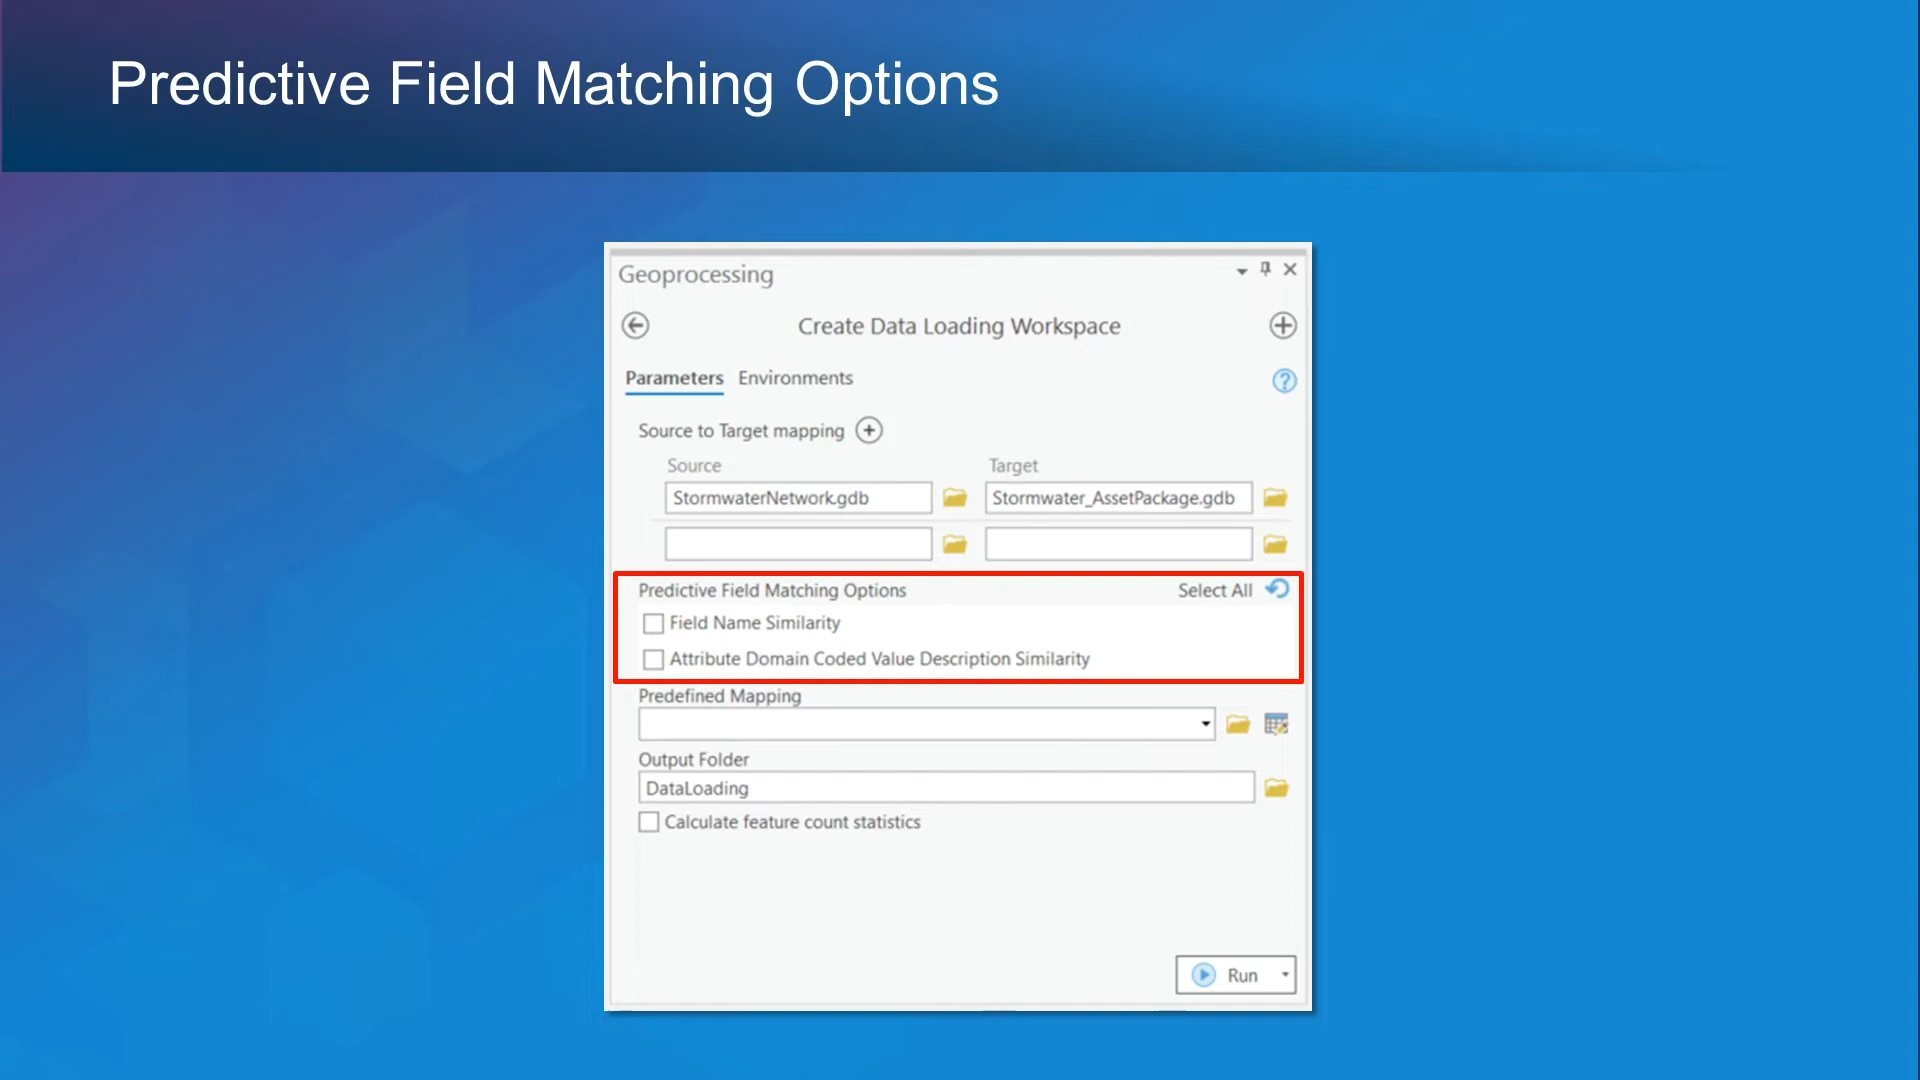 Predictive Field Matching Options
Geoprocessing
Create Data Loading Workspace
Parameters Environments
Source to Target mapping
Source Target
StormwaterNetwork.gdb Stormwater_AssetPackage.gdb
Predictive Field Matching Options Select All
Field Name Similarity
Attribute Domain Coded Value Description Similarity
Predefined Mapping
Output Folder
DataLoading
Calculate feature count statistics
Run